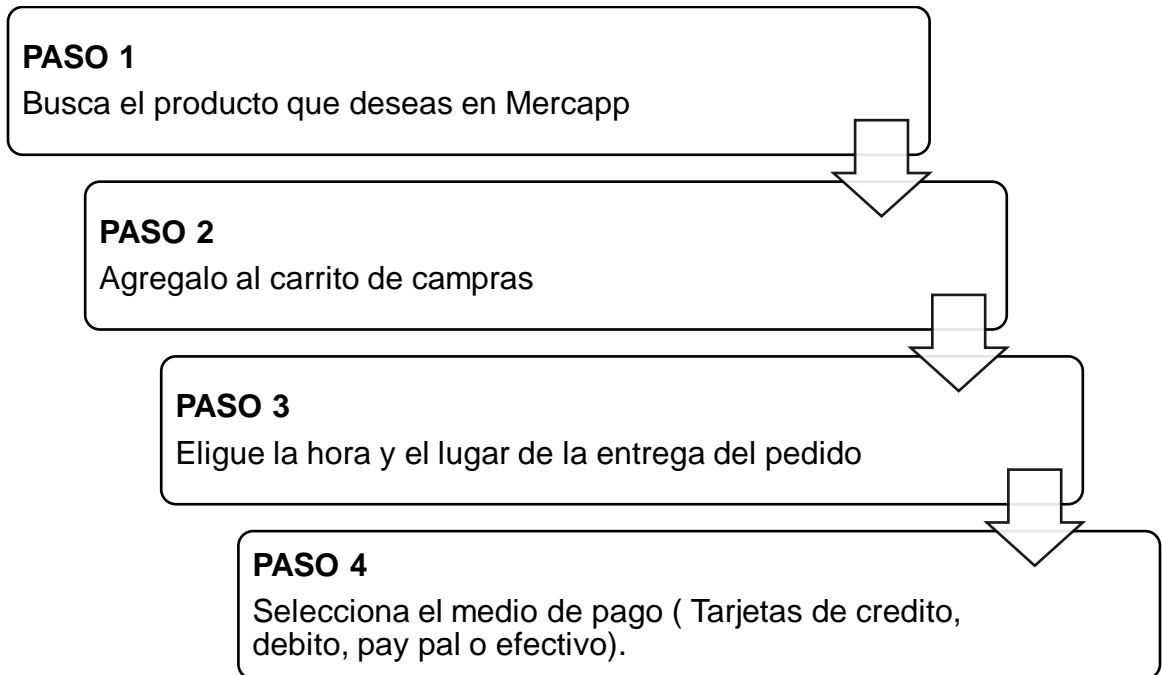 PASO 1
Busca el producto que deseas en Mercapp
PASO 2
Agregalo al carrito de campras
PASO 3
Eligue la hora y el lugar de la entrega del pedido
PASO 4
Selecciona el medio de pago ( Tarjetas de credito,
debito, pay pal o efectivo).